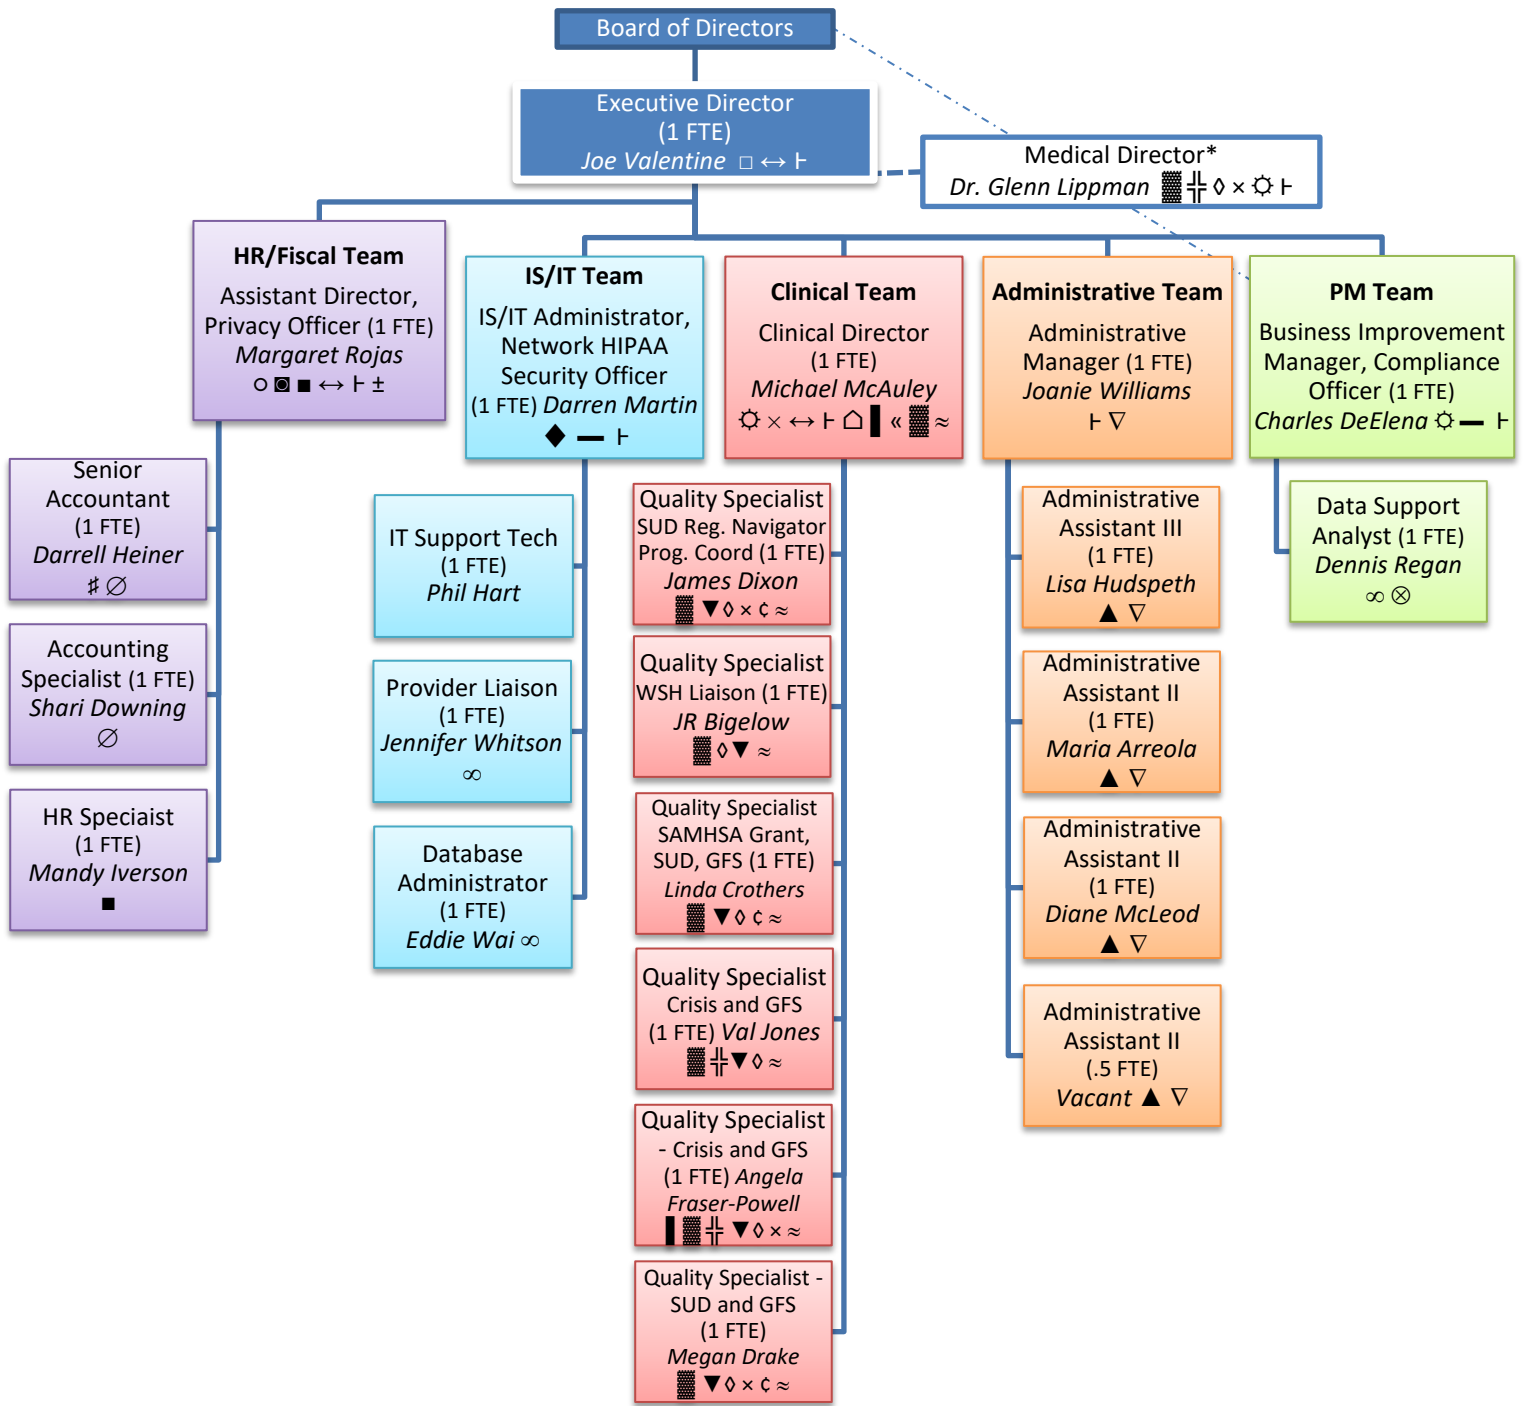 Board of Directors
Executive Director
(1 FTE)
Joe Valentine □ ↔ Ⱶ
Medical Director*
Dr. Glenn Lippman ▓ ╬ ◊ × ☼ Ⱶ
HR/Fiscal Team
Assistant Director,
Privacy Officer (1 FTE)
Margaret Rojas
○ ◙ ■ ↔ Ⱶ ±
Senior
Accountant
(1 FTE)
Darrell Heiner
♯ ∅
Accounting
Specialist (1 FTE)
Shari Downing
∅
HR Speciaist
(1 FTE)
Mandy Iverson
■
IS/IT Team
IS/IT Administrator,
Network HIPAA
Security Officer
(1 FTE) Darren Martin
♦ ▬ Ⱶ
IT Support Tech
(1 FTE)
Phil Hart
Provider Liaison
(1 FTE)
Jennifer Whitson
∞
Database
Administrator
(1 FTE)
Eddie Wai ∞
Clinical Team
Clinical Director
(1 FTE)
Michael McAuley
☼ × ↔ Ⱶ ⌂ ▌ « ▓ ≈
Quality Specialist
SUD Reg. Navigator
Prog. Coord (1 FTE)
James Dixon
▓ ▼ ◊ × ¢ ≈
Quality Specialist
WSH Liaison (1 FTE)
JR Bigelow
▓ ◊ ▼ ≈
Quality Specialist
SAMHSA Grant,
SUD, GFS (1 FTE)
Linda Crothers
▓ ▼ ◊ ¢ ≈
Quality Specialist
Crisis and GFS
(1 FTE) Val Jones
▓ ╬ ▼ ◊ ≈
Quality Specialist
- Crisis and GFS
(1 FTE) Angela
Fraser-Powell
▌ ▓ ╬ ▼ ◊ × ≈
Quality Specialist -
SUD and GFS
(1 FTE)
Megan Drake
▓ ▼ ◊ × ¢ ≈
Administrative Team
Administrative
Manager (1 FTE)
Joanie Williams
Ⱶ ∇
Administrative
Assistant III
(1 FTE)
Lisa Hudspeth
▲ ∇
Administrative
Assistant II
(1 FTE)
Maria Arreola
▲ ∇
Administrative
Assistant II
(1 FTE)
Diane McLeod
▲ ∇
Administrative
Assistant II
(.5 FTE)
Vacant ▲ ∇
PM Team
Business Improvement
Manager, Compliance
Officer (1 FTE)
Charles DeElena ☼ ▬ Ⱶ
Data Support
Analyst (1 FTE)
Dennis Regan
∞ ⊗